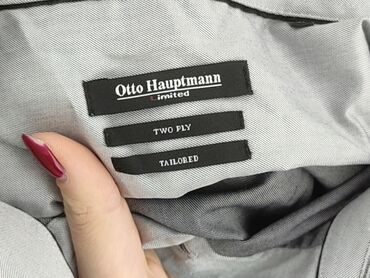 Otto Hauptmann
Limited
TWO PLY
TAILORED